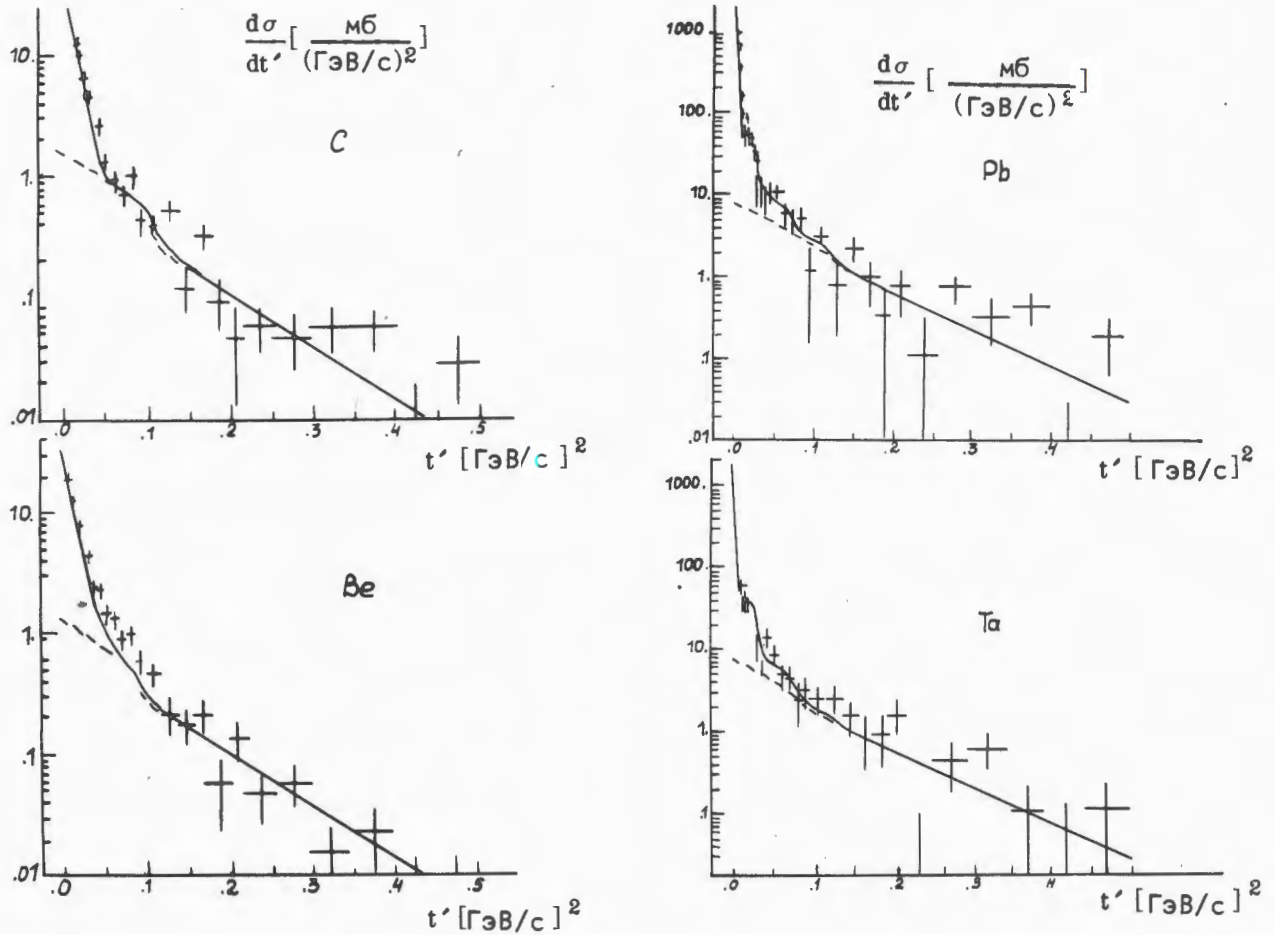 dσ/dt′ [ мб/(ГэВ/с)² ]
C
10.
1.
.1
.01
.0 .1 .2 .3 .4 .5
t′ [ГэВ/с]²
dσ/dt′ [ мб/(ГэВ/с)² ]
Pb
1000
100.
10.
1.
.1
.01
.0 .1 .2 .3 .4
t′ [ГэВ/с]²
Be
10.
1.
.1
.01
.0 .1 .2 .3 .4 .5
t′ [ГэВ/с]²
Ta
1000.
100.
10.
1.
.1
.0 .2
t′ [ГэВ/с]²